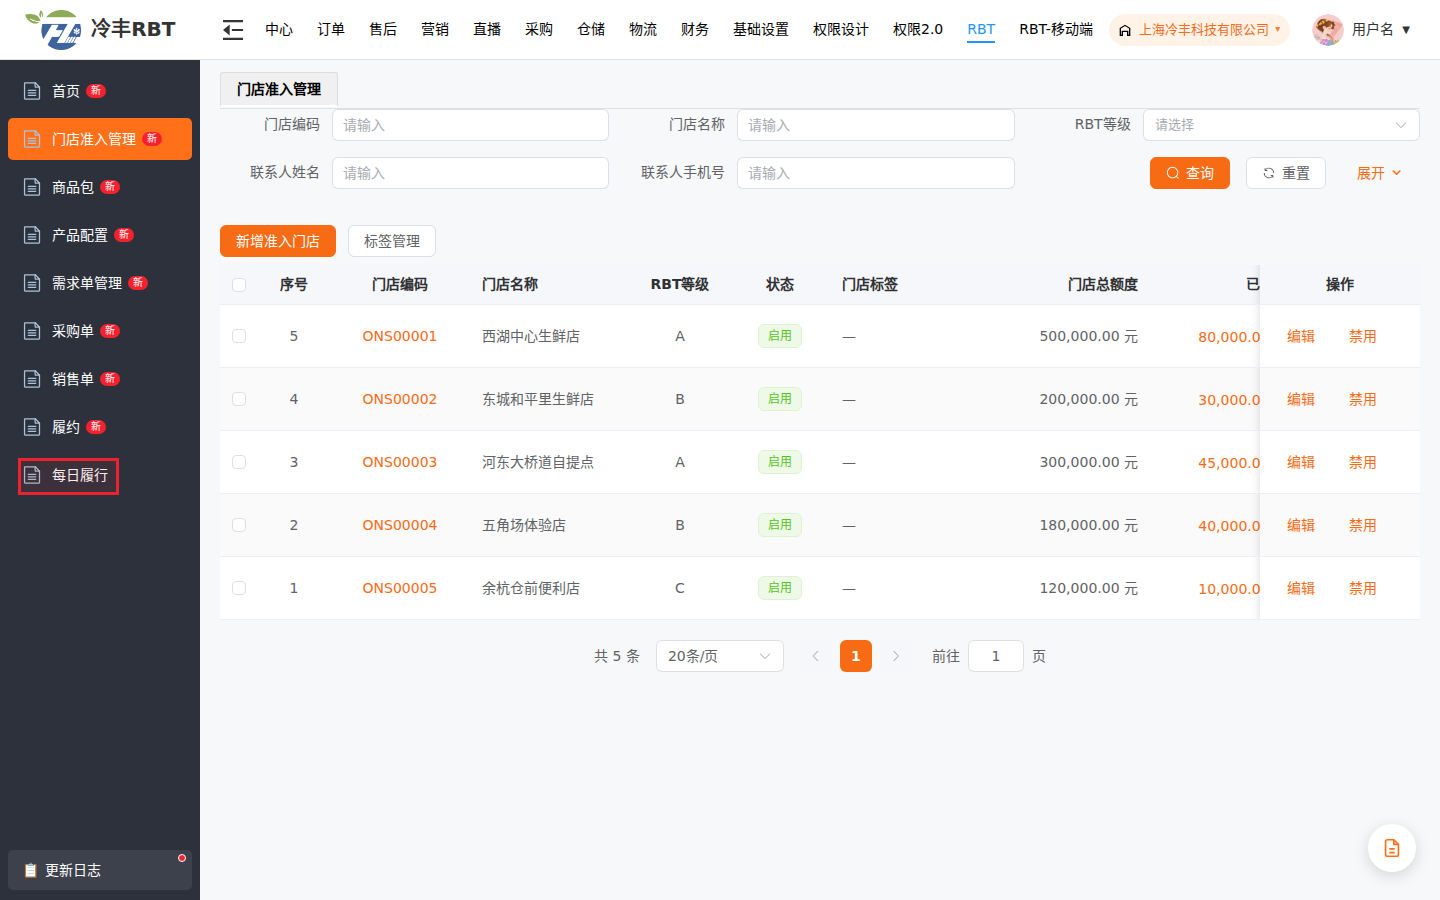 冷丰RBT
中心 订单 售后 营销 直播 采购 仓储 物流 财务 基础设置 权限设计 权限2.0 RBT RBT-移动端 上海冷丰科技有限公司 用户名
首页 新
门店准入管理 新
商品包 新
产品配置 新
需求单管理 新
采购单 新
销售单 新
履约 新
每日履行
更新日志
门店准入管理
门店编码 请输入 门店名称 请输入 RBT等级 请选择
联系人姓名 请输入 联系人手机号 请输入 查询 重置 展开
新增准入门店 标签管理
序号 门店编码 门店名称 RBT等级 状态 门店标签 门店总额度 已 操作
5 ONS00001 西湖中心生鲜店 A 启用 — 500,000.00 元 80,000.0 编辑 禁用
4 ONS00002 东城和平里生鲜店 B 启用 — 200,000.00 元 30,000.0 编辑 禁用
3 ONS00003 河东大桥道自提点 A 启用 — 300,000.00 元 45,000.0 编辑 禁用
2 ONS00004 五角场体验店 B 启用 — 180,000.00 元 40,000.0 编辑 禁用
1 ONS00005 余杭仓前便利店 C 启用 — 120,000.00 元 10,000.0 编辑 禁用
共 5 条 20条/页 1 前往 1 页